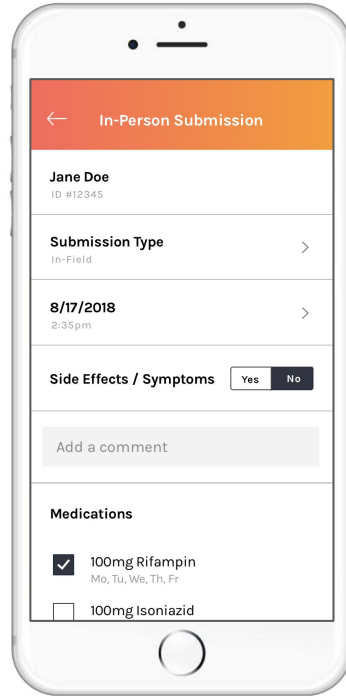 In-Person Submission
Jane Doe
ID #12345
Submission Type
In-Field
8/17/2018
2:35pm
Side Effects / Symptoms Yes No
Add a comment
Medications
100mg Rifampin
Mo, Tu, We, Th, Fr
100mg Isoniazid